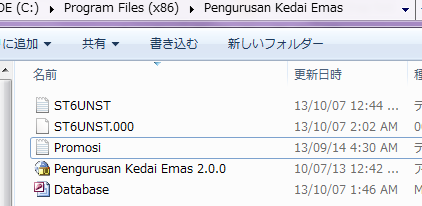 DE (C:) ▸ Program Files (x86) ▸ Pengurusan Kedai Emas
に追加 共有 書き込む 新しいフォルダー
名前 更新日時
ST6UNST 13/10/07 12:44 ...
ST6UNST.000 13/10/07 2:02 AM
Promosi 13/09/14 4:30 AM
Pengurusan Kedai Emas 2.0.0 10/07/13 12:42 ...
Database 13/10/07 1:46 AM